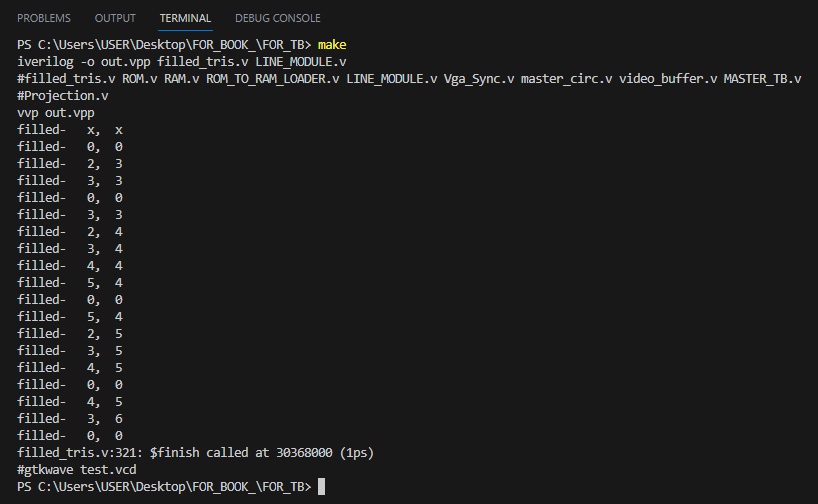 PROBLEMS OUTPUT TERMINAL DEBUG CONSOLE
PS C:\Users\USER\Desktop\FOR_BOOK_\FOR_TB> make
iverilog -o out.vpp filled_tris.v LINE_MODULE.v
#filled_tris.v ROM.v RAM.v ROM_TO_RAM_LOADER.v LINE_MODULE.v Vga_Sync.v master_circ.v video_buffer.v MASTER_TB.v
#Projection.v
vvp out.vpp
filled-   x,  x
filled-   0,  0
filled-   2,  3
filled-   3,  3
filled-   0,  0
filled-   3,  3
filled-   2,  4
filled-   3,  4
filled-   4,  4
filled-   5,  4
filled-   0,  0
filled-   5,  4
filled-   2,  5
filled-   3,  5
filled-   4,  5
filled-   0,  0
filled-   4,  5
filled-   3,  6
filled-   0,  0
filled_tris.v:321: $finish called at 30368000 (1ps)
#gtkwave test.vcd
PS C:\Users\USER\Desktop\FOR_BOOK_\FOR_TB>